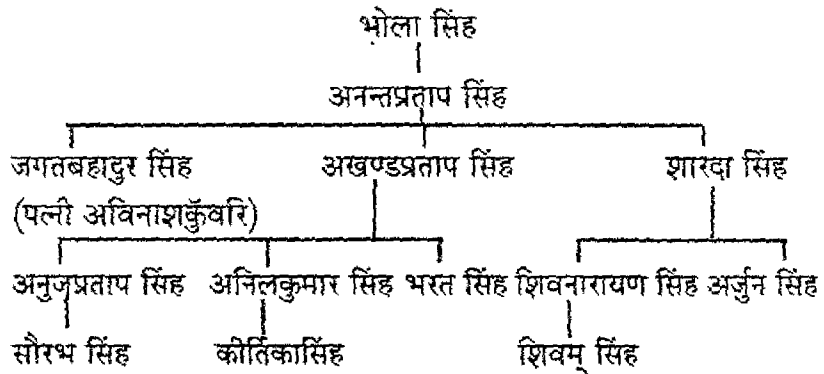 भोला सिंह
अनन्तप्रताप सिंह
जगतबहादुर सिंह अखण्डप्रताप सिंह शारदा सिंह
(पत्नी अविनाशकुँवरि)
अनुजप्रताप सिंह अनिलकुमार सिंह भरत सिंह शिवनारायण सिंह अर्जुन सिंह
सौरभ सिंह कीर्तिकासिंह शिवम् सिंह